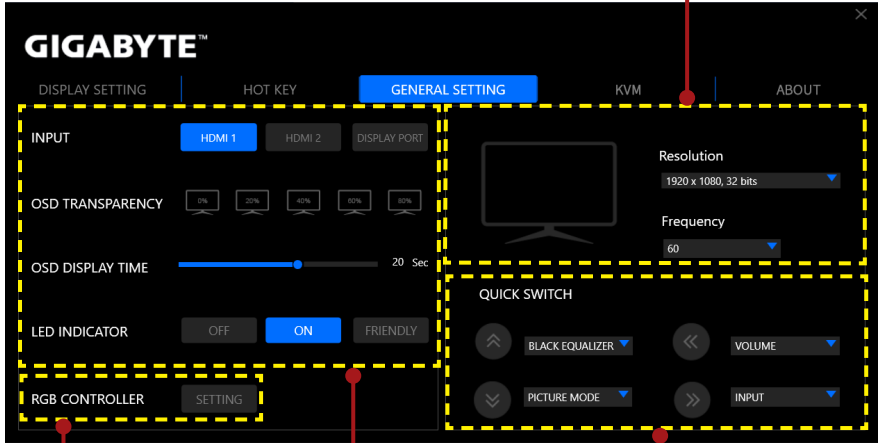 GIGABYTE™
DISPLAY SETTING
HOT KEY
GENERAL SETTING
KVM
ABOUT
INPUT
HDMI 1
HDMI 2
DISPLAY PORT
OSD TRANSPARENCY
0%
20%
40%
60%
80%
OSD DISPLAY TIME
20 Sec
LED INDICATOR
OFF
ON
FRIENDLY
RGB CONTROLLER
SETTING
Resolution
1920 x 1080, 32 bits
Frequency
60
QUICK SWITCH
BLACK EQUALIZER
VOLUME
PICTURE MODE
INPUT